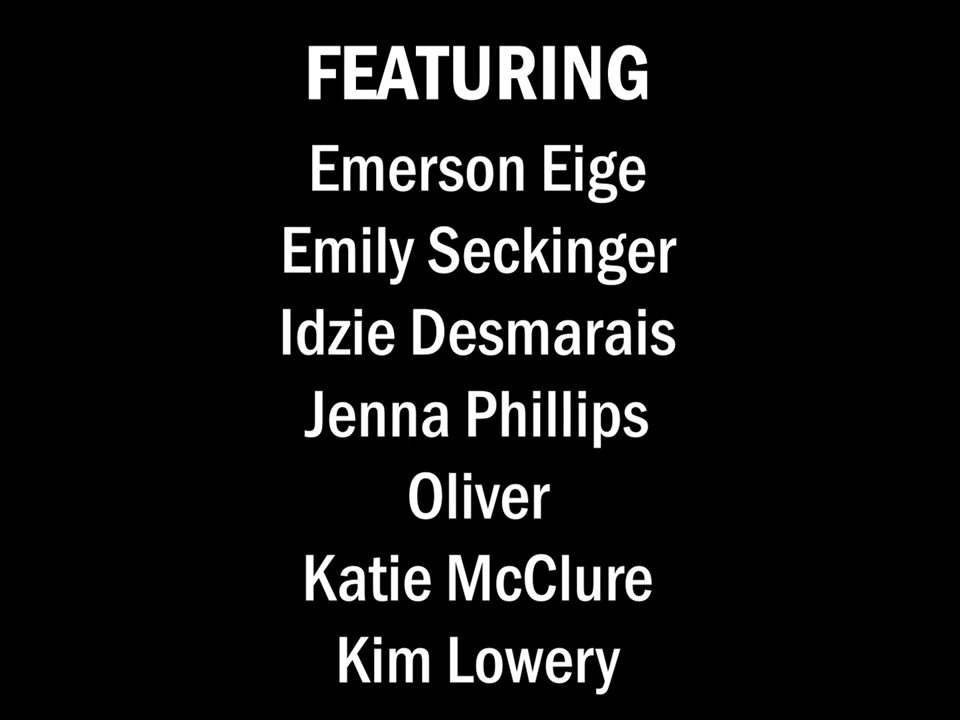 FEATURING
Emerson Eige
Emily Seckinger
Idzie Desmarais
Jenna Phillips
Oliver
Katie McClure
Kim Lowery